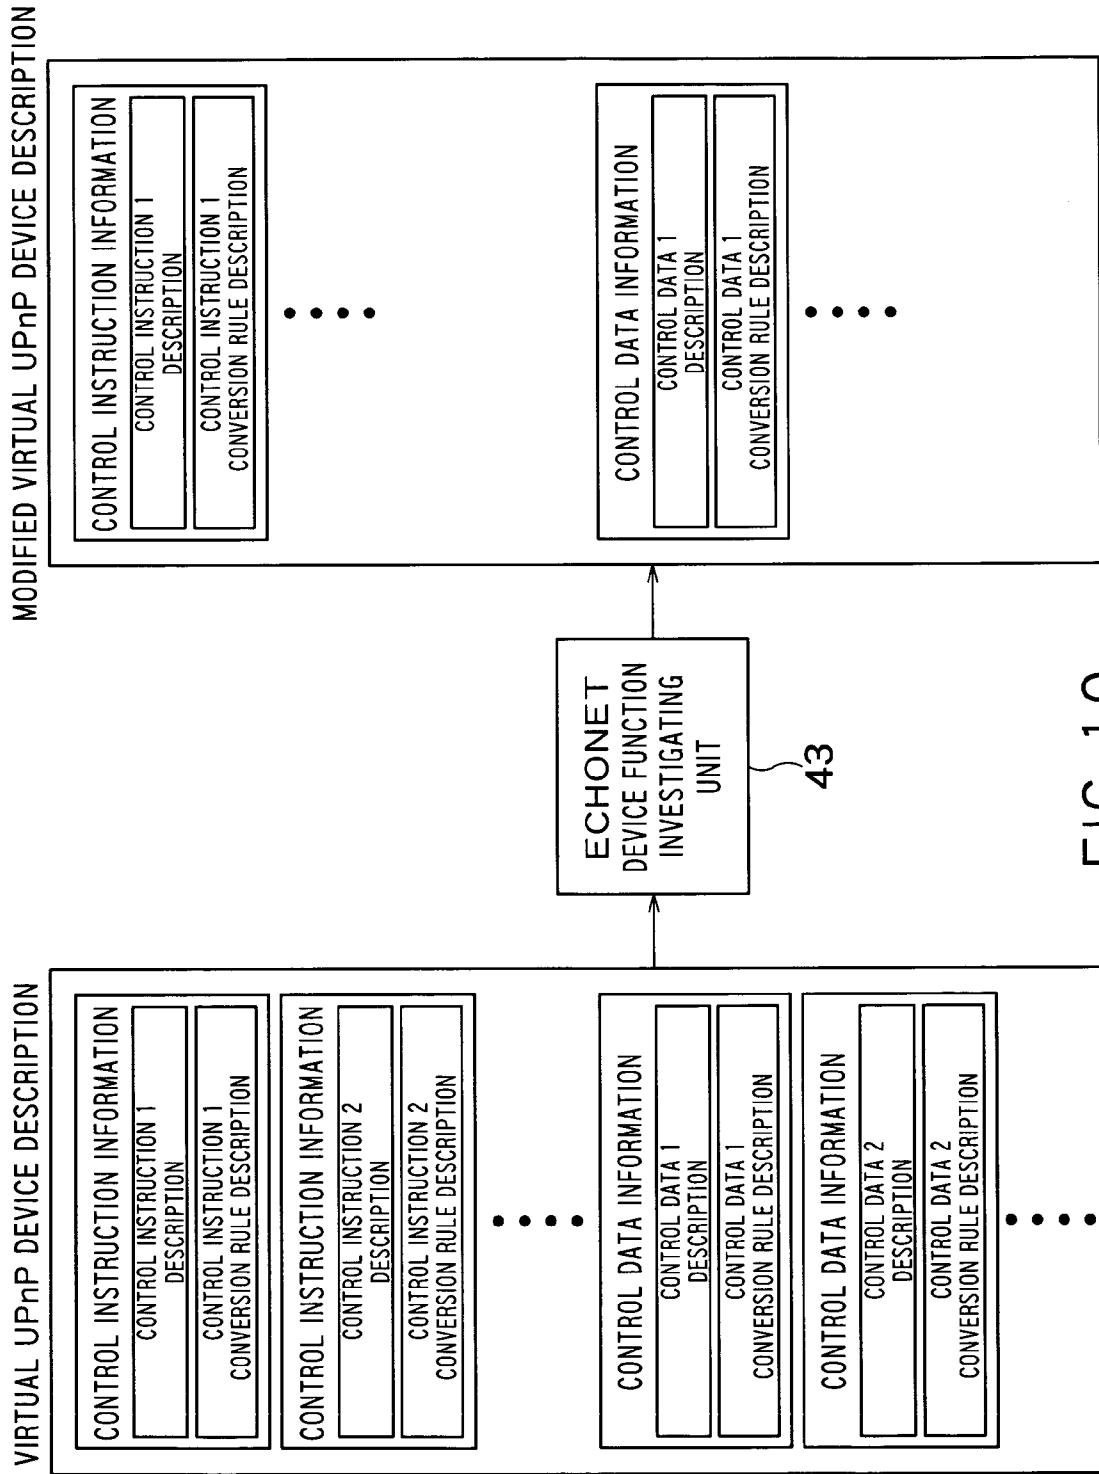 VIRTUAL UPnP DEVICE DESCRIPTION
CONTROL INSTRUCTION INFORMATION
CONTROL INSTRUCTION 1
DESCRIPTION
CONTROL INSTRUCTION 1
CONVERSION RULE DESCRIPTION
CONTROL INSTRUCTION INFORMATION
CONTROL INSTRUCTION 2
DESCRIPTION
CONTROL INSTRUCTION 2
CONVERSION RULE DESCRIPTION
CONTROL DATA INFORMATION
CONTROL DATA 1
DESCRIPTION
CONTROL DATA 1
CONVERSION RULE DESCRIPTION
CONTROL DATA INFORMATION
CONTROL DATA 2
DESCRIPTION
CONTROL DATA 2
CONVERSION RULE DESCRIPTION
ECHONET
DEVICE FUNCTION
INVESTIGATING
UNIT
43
MODIFIED VIRTUAL UPnP DEVICE DESCRIPTION
CONTROL INSTRUCTION INFORMATION
CONTROL INSTRUCTION 1
DESCRIPTION
CONTROL INSTRUCTION 1
CONVERSION RULE DESCRIPTION
CONTROL DATA INFORMATION
CONTROL DATA 1
DESCRIPTION
CONTROL DATA 1
CONVERSION RULE DESCRIPTION
FIG.